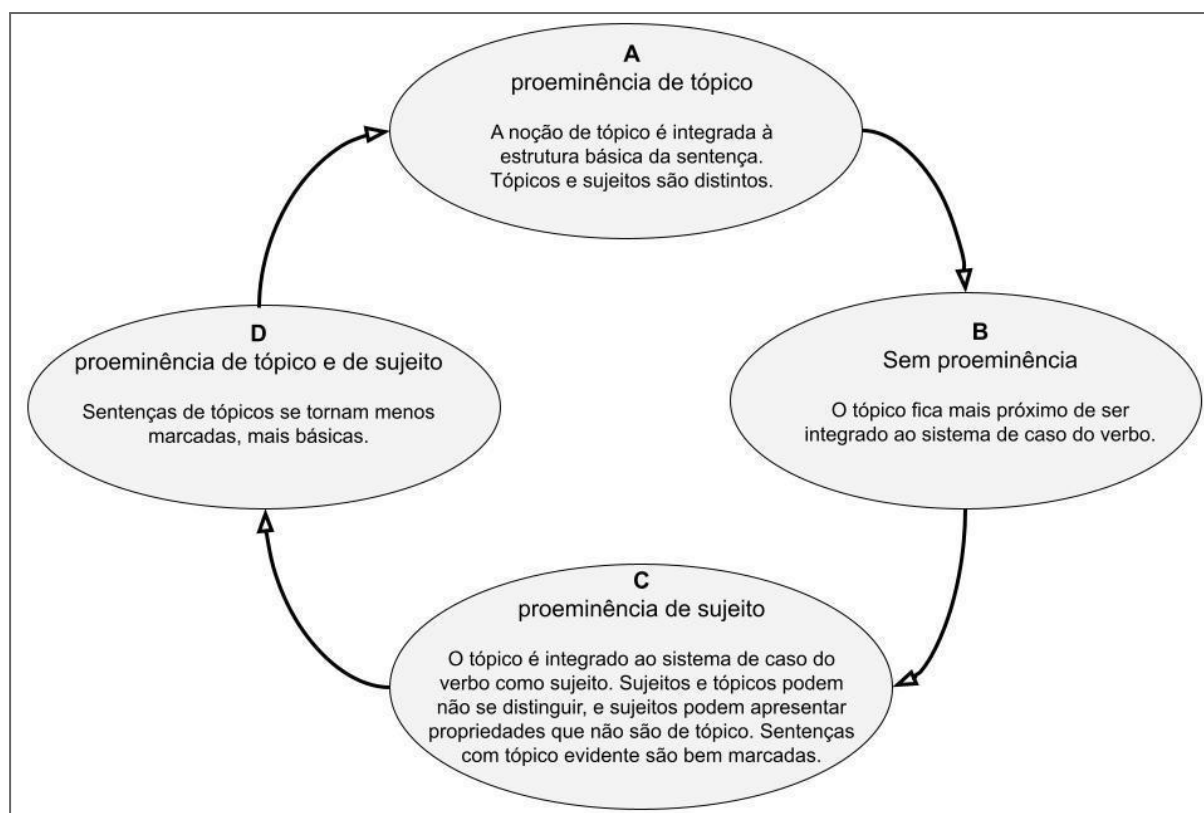 A
proeminência de tópico
A noção de tópico é integrada à
estrutura básica da sentença.
Tópicos e sujeitos são distintos.
B
Sem proeminência
O tópico fica mais próximo de ser
integrado ao sistema de caso do verbo.
C
proeminência de sujeito
O tópico é integrado ao sistema de caso do
verbo como sujeito. Sujeitos e tópicos podem
não se distinguir, e sujeitos podem apresentar
propriedades que não são de tópico. Sentenças
com tópico evidente são bem marcadas.
D
proeminência de tópico e de sujeito
Sentenças de tópicos se tornam menos
marcadas, mais básicas.